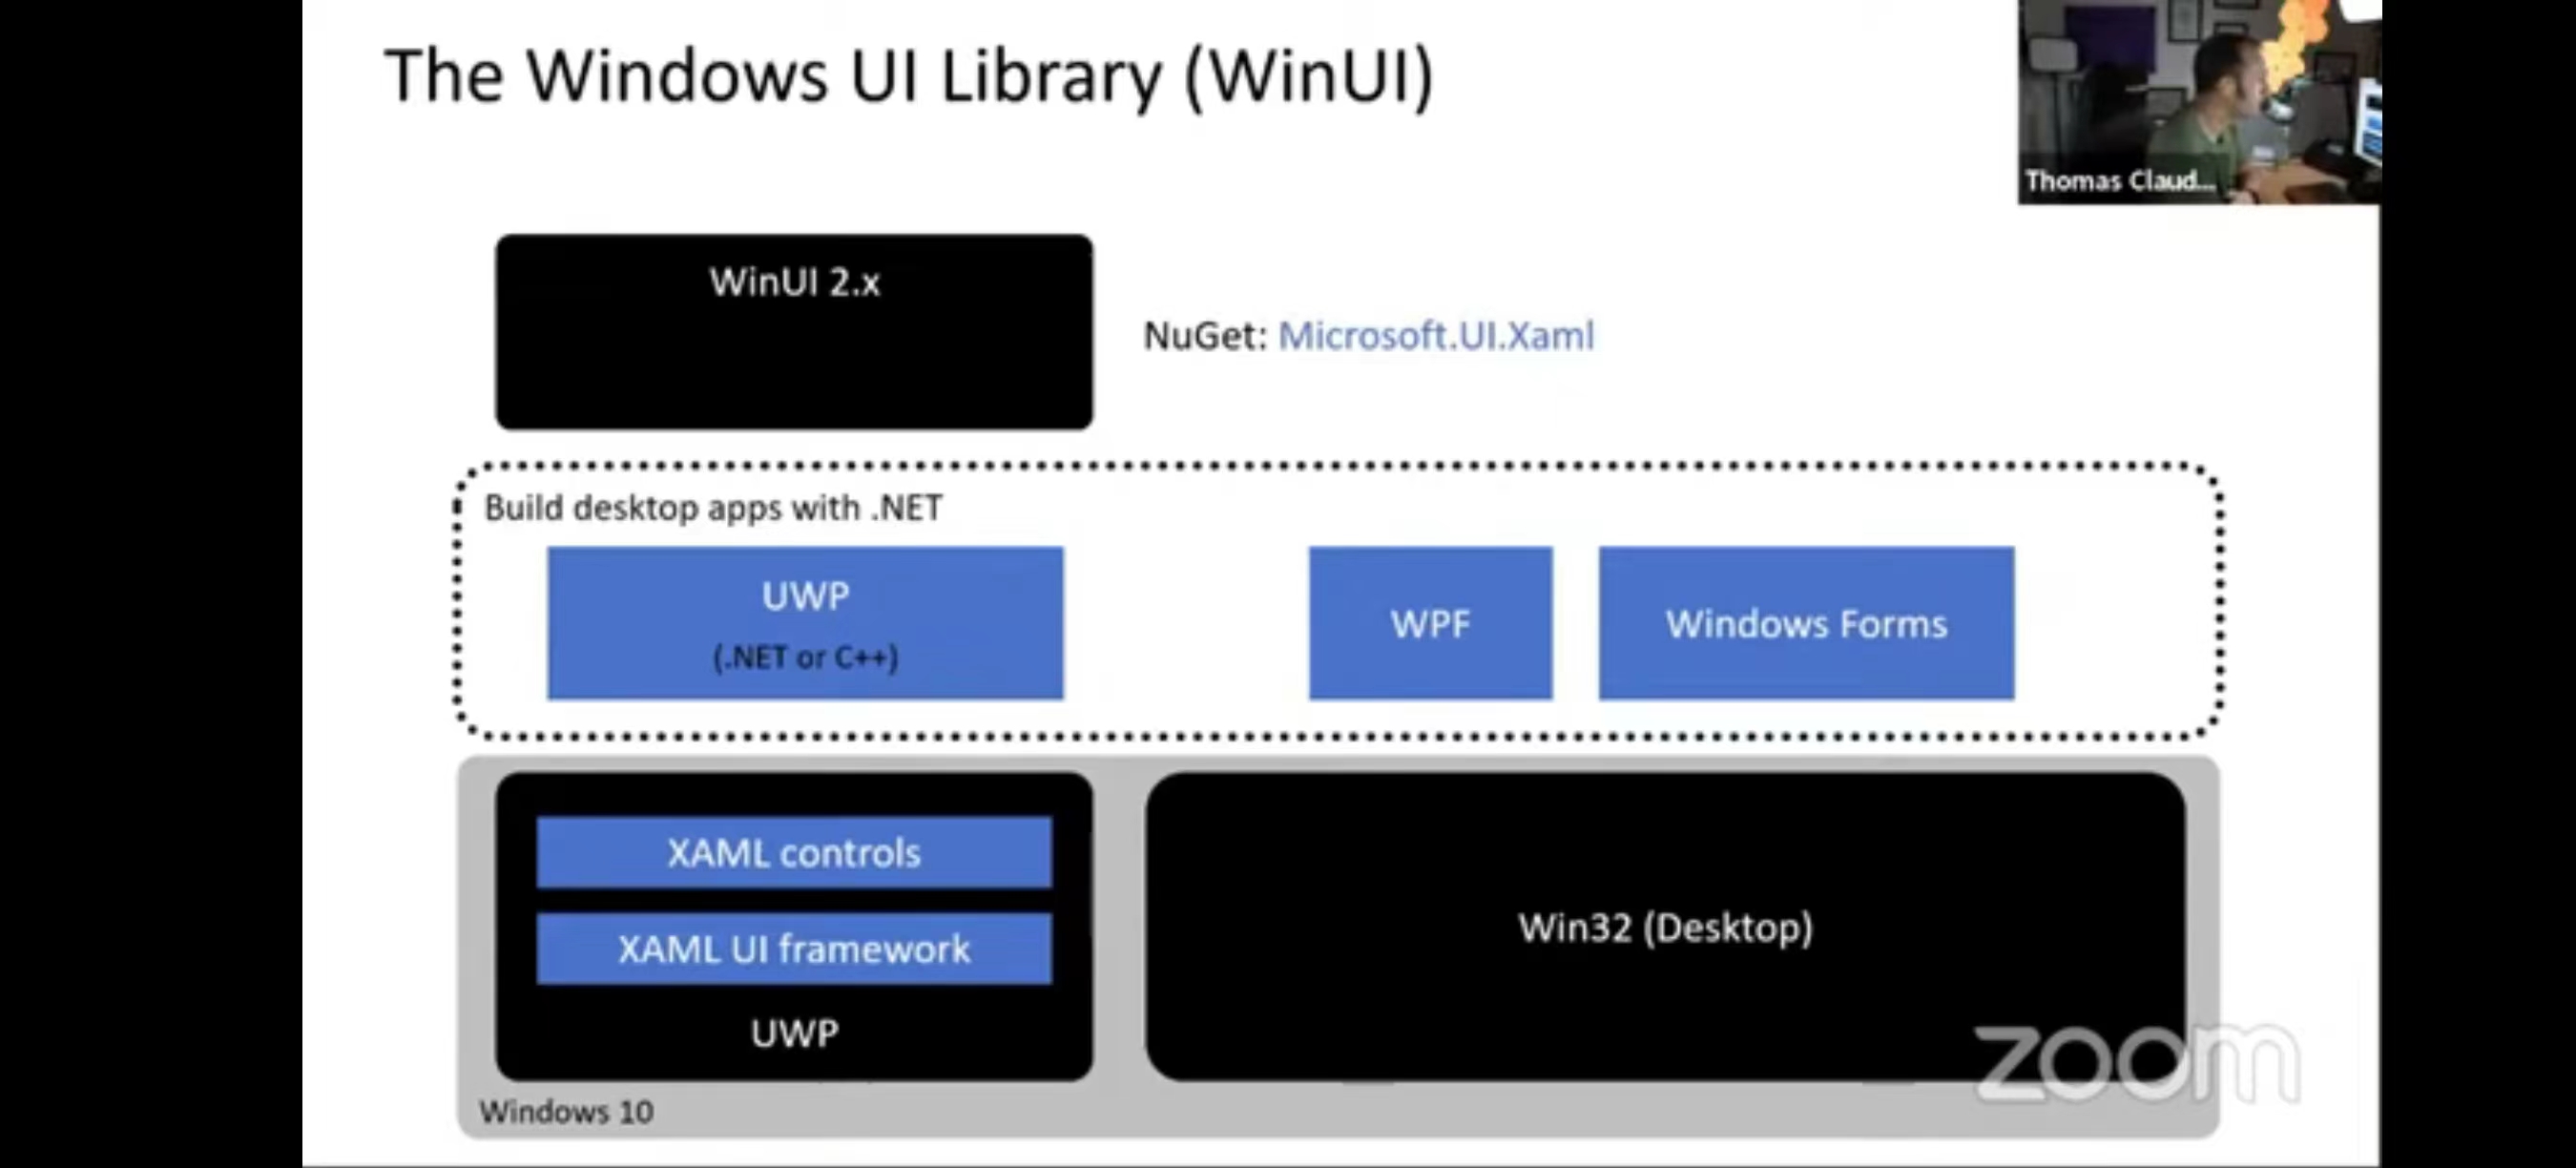 The Windows UI Library (WinUI)
Thomas Claud...
WinUI 2.x
NuGet: Microsoft.UI.Xaml
Build desktop apps with .NET
UWP
(.NET or C++)
WPF
Windows Forms
XAML controls
XAML UI framework
UWP
Win32 (Desktop)
Windows 10
zoom